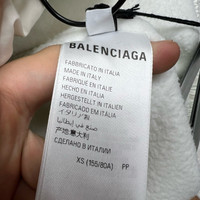 BALENCIAGA
FABBRICATO IN ITALIA
MADE IN ITALY
FABRIQUE EN ITALIE
HECHO EN ITALIA
HERGESTELLT IN ITALIEN
FABRICADO EM ITÁLIA
イタリア製
صنع في إيطاليا
产地:意大利
СДЕЛАНО В ИТАЛИИ
XS (155/80A) PP